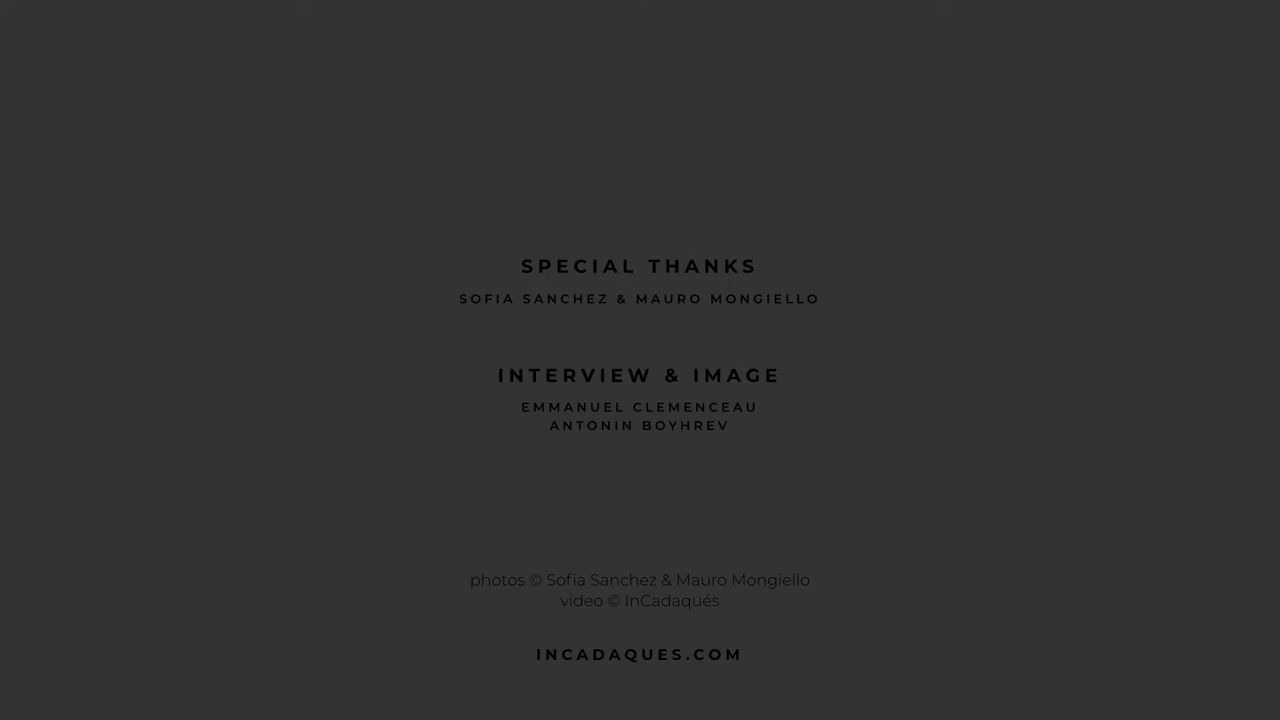 SPECIAL THANKS
SOFIA SANCHEZ & MAURO MONGIELLO
INTERVIEW & IMAGE
EMMANUEL CLEMENCEAU
ANTONIN BOYHREV
photos © Sofia Sanchez & Mauro Mongiello
video © InCadaqués
INCADAQUES.COM